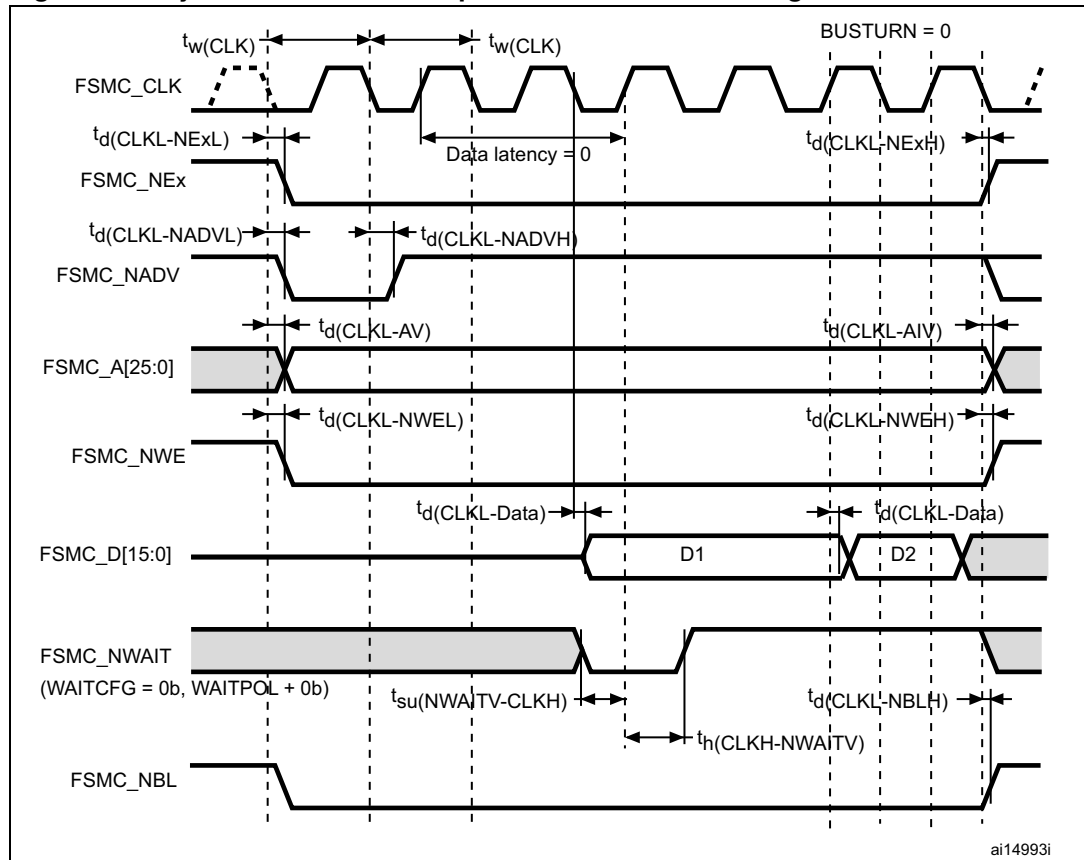 tw(CLK)
tw(CLK)
BUSTURN = 0
FSMC_CLK
td(CLKL-NExL)
Data latency = 0
td(CLKL-NExH)
FSMC_NEx
td(CLKL-NADVL)
td(CLKL-NADVH)
FSMC_NADV
td(CLKL-AV)
td(CLKL-AIV)
FSMC_A[25:0]
td(CLKL-NWEL)
td(CLKL-NWEH)
FSMC_NWE
td(CLKL-Data)
td(CLKL-Data)
FSMC_D[15:0]
D1
D2
FSMC_NWAIT
(WAITCFG = 0b, WAITPOL + 0b)
tsu(NWAITV-CLKH)
td(CLKL-NBLH)
th(CLKH-NWAITV)
FSMC_NBL
ai14993i